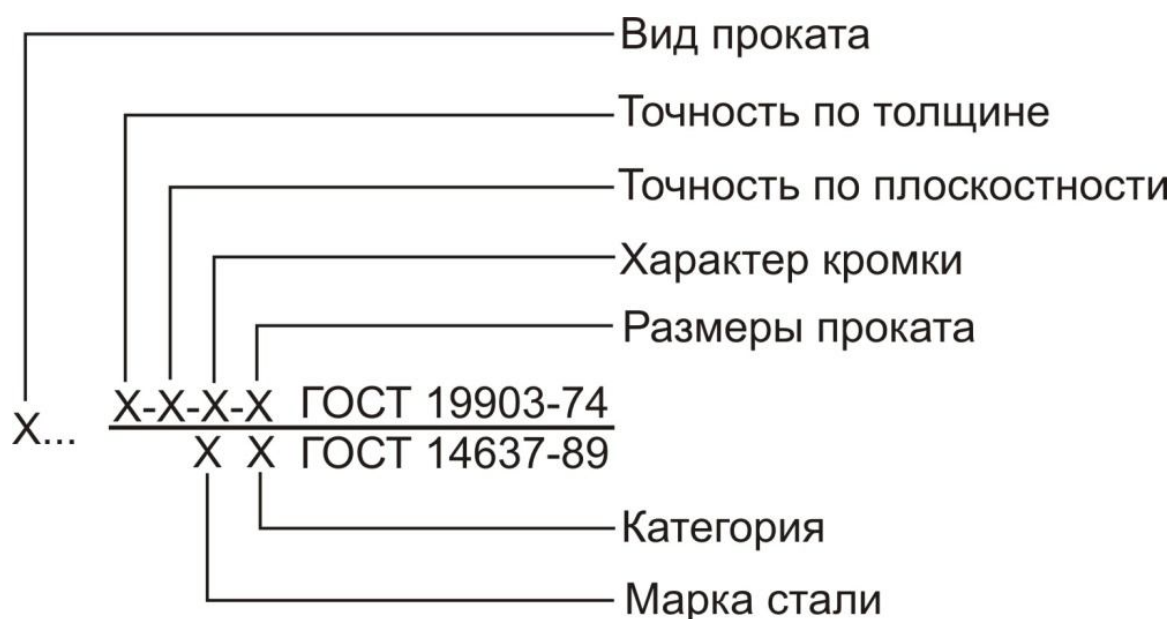 Вид проката
Точность по толщине
Точность по плоскостности
Характер кромки
Размеры проката
Х-Х-Х-Х ГОСТ 19903-74
Х...
Х Х ГОСТ 14637-89
Категория
Марка стали